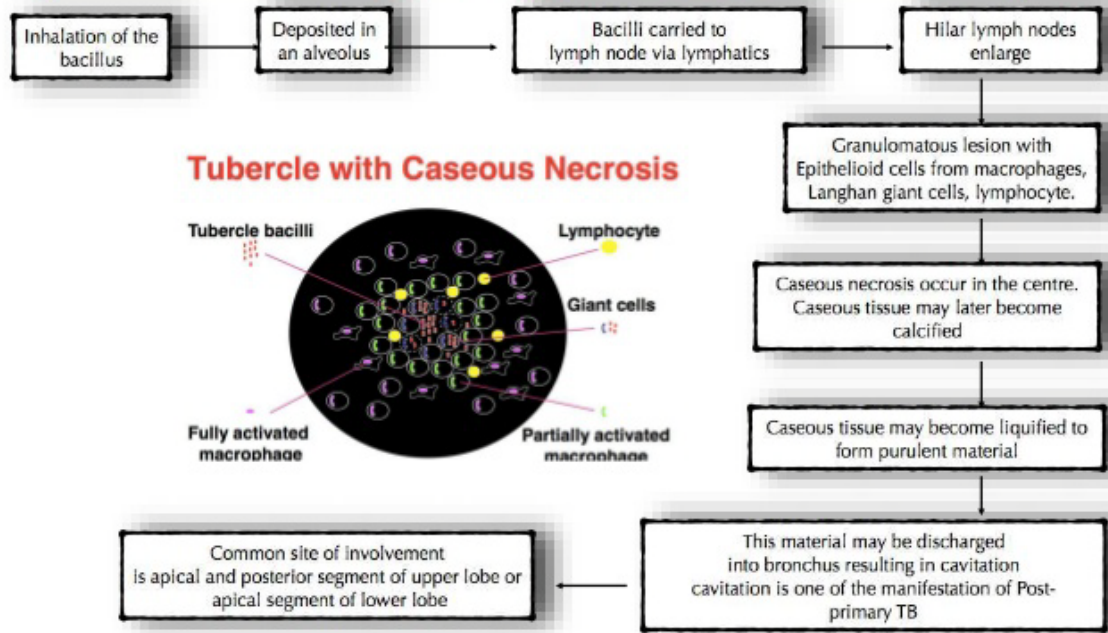 Inhalation of the
bacillus
Deposited in
an alveolus
Bacilli carried to
lymph node via lymphatics
Hilar lymph nodes
enlarge
Granulomatous lesion with
Epithelioid cells from macrophages,
Langhan giant cells, lymphocyte.
Tubercle with Caseous Necrosis
Tubercle bacilli
Lymphocyte
Giant cells
Fully activated
macrophage
Partially activated
macrophage
Caseous necrosis occur in the centre.
Caseous tissue may later become
calcified
Caseous tissue may become liquified to
form purulent material
This material may be discharged
into bronchus resulting in cavitation
cavitation is one of the manifestation of Post-
primary TB
Common site of involvement
is apical and posterior segment of upper lobe or
apical segment of lower lobe